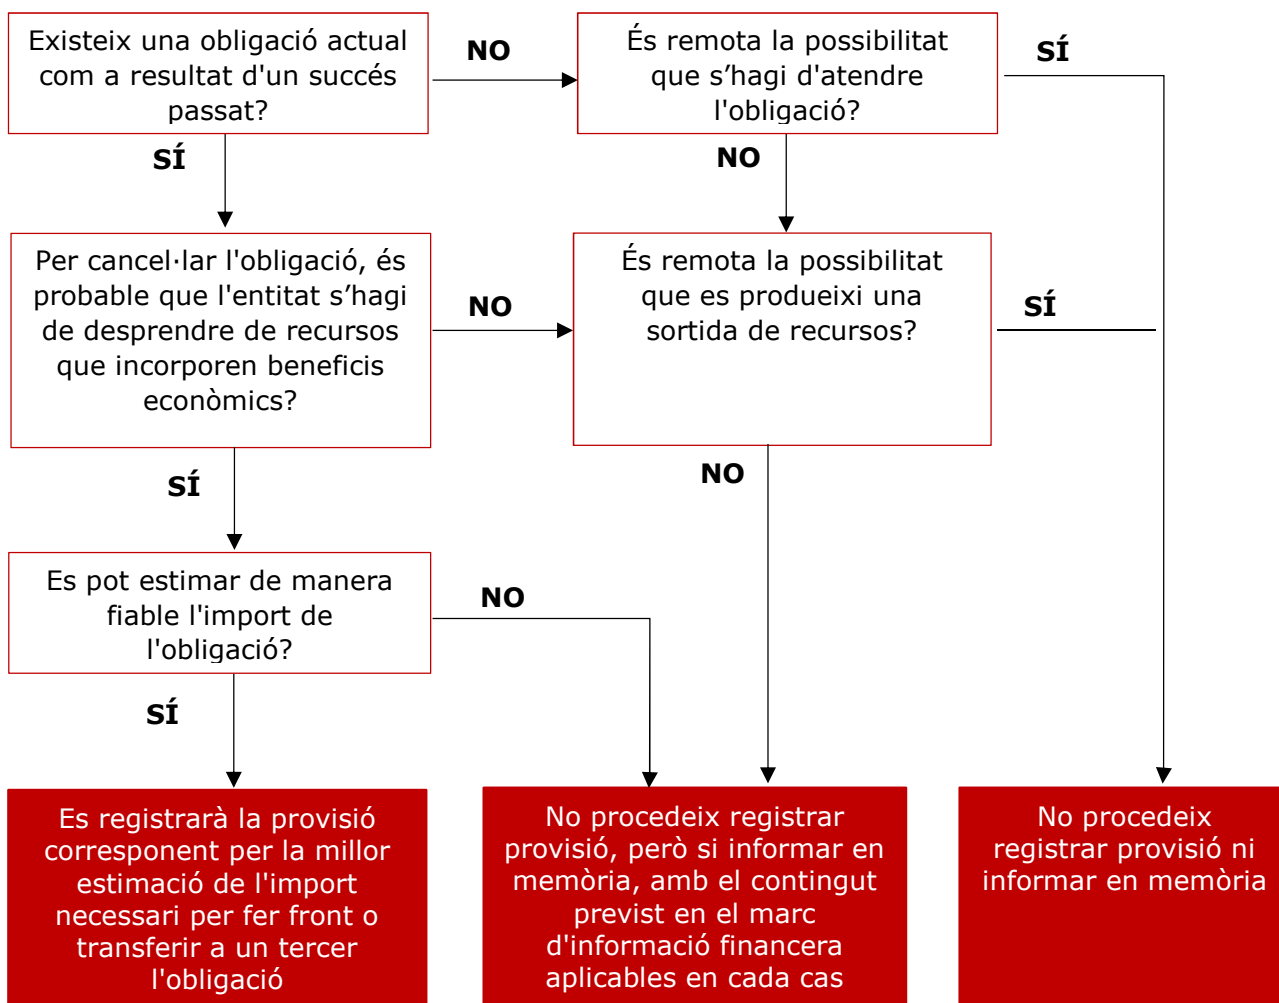 Existeix una obligació actual
com a resultat d'un succés
passat?
NO
És remota la possibilitat
que s’hagi d'atendre
l'obligació?
SÍ
SÍ
NO
Per cancel·lar l'obligació, és
probable que l'entitat s’hagi
de desprendre de recursos
que incorporen beneficis
econòmics?
NO
És remota la possibilitat
que es produeixi una
sortida de recursos?
SÍ
SÍ
NO
Es pot estimar de manera
fiable l'import de
l'obligació?
NO
SÍ
Es registrarà la provisió
corresponent per la millor
estimació de l'import
necessari per fer front o
transferir a un tercer
l'obligació
No procedeix registrar
provisió, però si informar en
memòria, amb el contingut
previst en el marc
d'informació financera
aplicables en cada cas
No procedeix
registrar provisió ni
informar en memòria